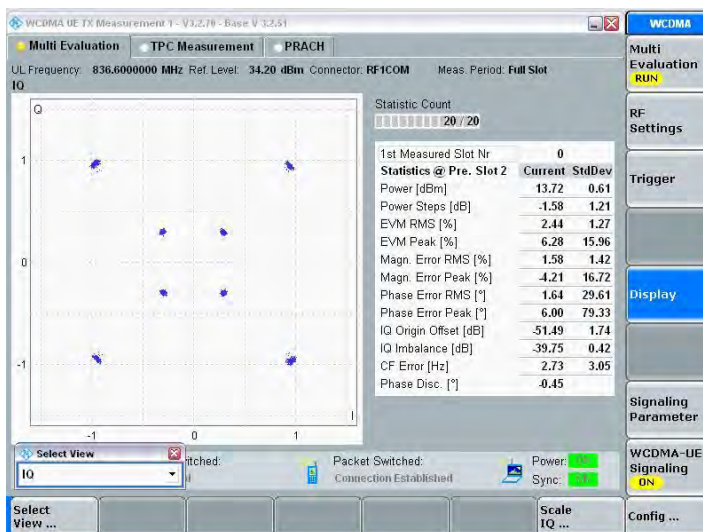 WCDMA UE TX Measurement 1 - V3.2.70 - Base V 3.2.51
WCDMA
Multi Evaluation
TPC Measurement
PRACH
Multi
Evaluation
RUN
UL Frequency: 836.6000000 MHz Ref. Level: 34.20 dBm Connector: RF1COM Meas. Period: Full Slot
IQ
Q
1
0
-1
-1
0
1
I
Statistic Count
20 / 20
1st Measured Slot Nr 0
Statistics @ Pre. Slot 2 Current StdDev
Power [dBm] 13.72 0.61
Power Steps [dB] -1.58 1.21
EVM RMS [%] 2.44 1.27
EVM Peak [%] 6.28 15.96
Magn. Error RMS [%] 1.58 1.42
Magn. Error Peak [%] -4.21 16.72
Phase Error RMS [°] 1.64 29.61
Phase Error Peak [°] 6.00 79.33
IQ Origin Offset [dB] -51.49 1.74
IQ Imbalance [dB] -39.75 0.42
CF Error [Hz] 2.73 3.05
Phase Disc. [°] -0.45
RF
Settings
Trigger
Display
Signaling
Parameter
WCDMA-UE
Signaling
ON
Config ...
Select View
IQ
itched:
Packet Switched:
Connection Established
Power:
Sync:
Select
View ...
Scale
IQ ...